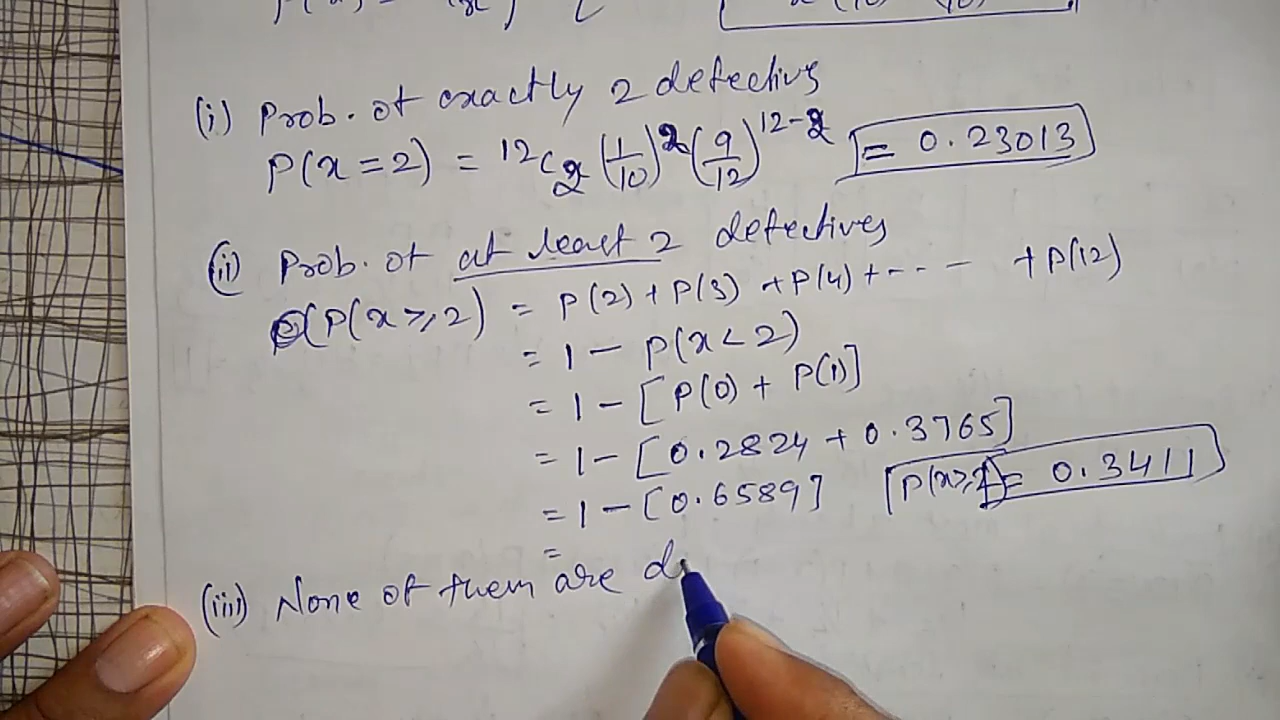 (i) Prob. of exactly 2 defectives
P(x=2) = ¹²C₂ (1/10)² (9/12)¹²⁻² = 0.23013
(ii) Prob. of at least 2 defectives
P(x≥2) = P(2) + P(3) + P(4) + --- - + P(12)
= 1 - P(x<2)
= 1 - [P(0) + P(1)]
= 1 - [0.2824 + 0.3765]
= 1 - [0.6589] P(x≥2) = 0.3411
=
(iii) None of them are d